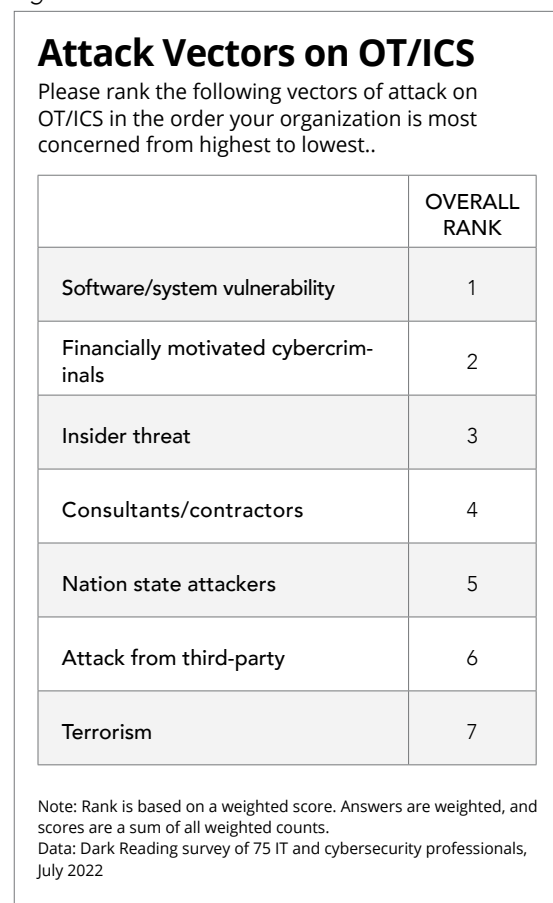 Attack Vectors on OT/ICS
Please rank the following vectors of attack on
OT/ICS in the order your organization is most
concerned from highest to lowest..
OVERALL
RANK
Software/system vulnerability 1
Financially motivated cybercrim-
inals 2
Insider threat 3
Consultants/contractors 4
Nation state attackers 5
Attack from third-party 6
Terrorism 7
Note: Rank is based on a weighted score. Answers are weighted, and
scores are a sum of all weighted counts.
Data: Dark Reading survey of 75 IT and cybersecurity professionals,
July 2022